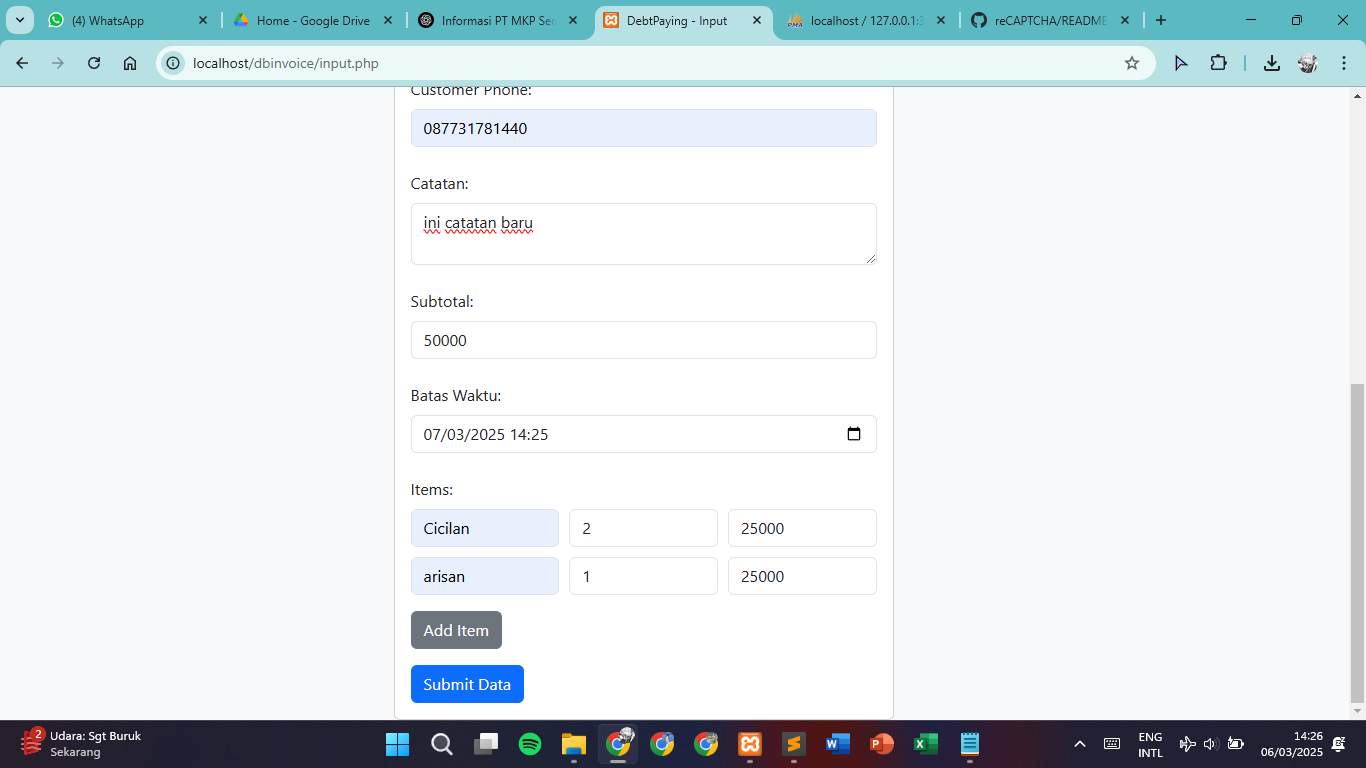 (4) WhatsApp
Home - Google Drive
Informasi PT MKP Ser
DebtPaying - Input
localhost / 127.0.0.1:3
reCAPTCHA/README
localhost/dbinvoice/input.php
Customer Phone:
087731781440
Catatan:
ini catatan baru
Subtotal:
50000
Batas Waktu:
07/03/2025 14:25
Items:
Cicilan 2 25000
arisan 1 25000
Add Item
Submit Data
2
Udara: Sgt Buruk
Sekarang
ENG
INTL
14:26
06/03/2025